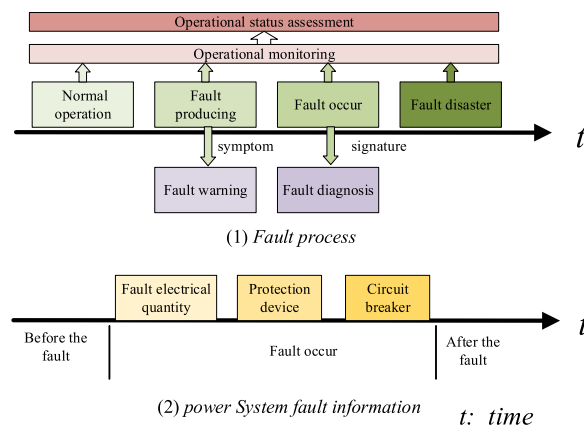 Operational status assessment
Operational monitoring
Normal
operation
Fault
producing
Fault occur
Fault disaster
t
symptom
signature
Fault warning
Fault diagnosis
(1) Fault process
Fault electrical
quantity
Protection
device
Circuit
breaker
t
Before the
fault
Fault occur
After the
fault
(2) power System fault information
t: time